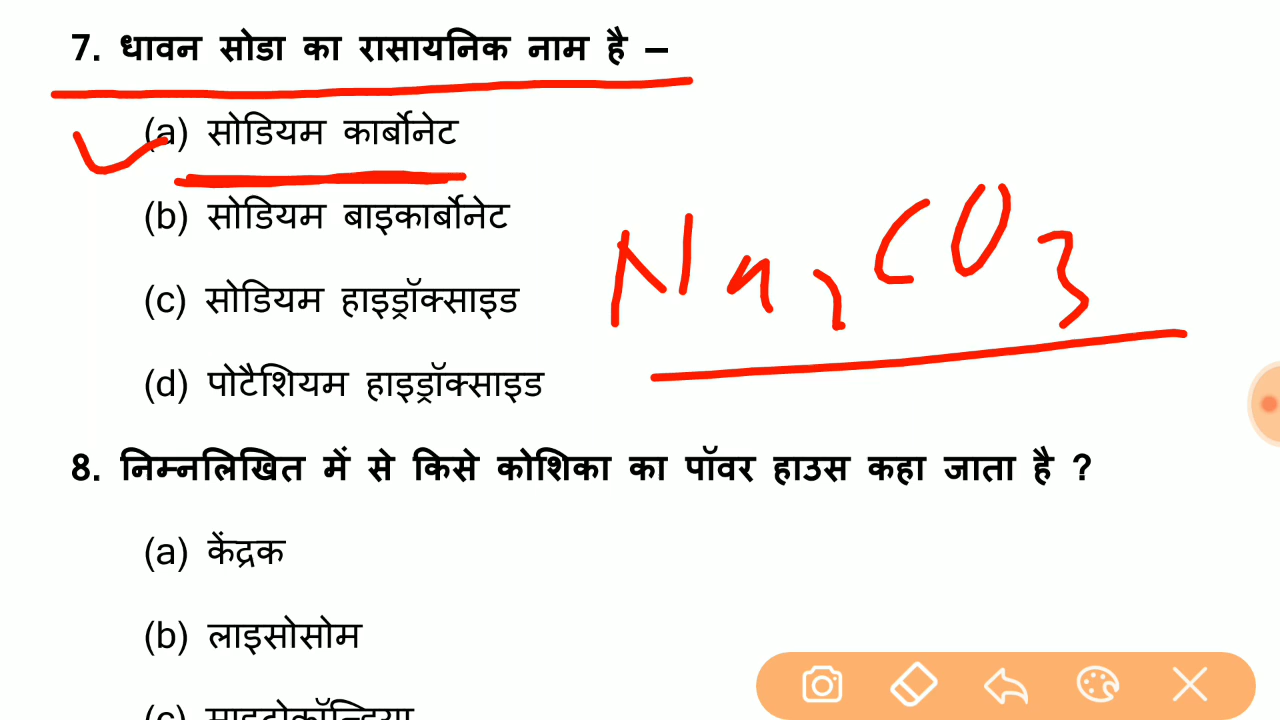 7. धावन सोडा का रासायनिक नाम है –
(a) सोडियम कार्बोनेट
(b) सोडियम बाइकार्बोनेट
Na₂CO₃
(c) सोडियम हाइड्रॉक्साइड
(d) पोटैशियम हाइड्रॉक्साइड
8. निम्नलिखित में से किसे कोशिका का पॉवर हाउस कहा जाता है ?
(a) केंद्रक
(b) लाइसोसोम
(c) माइटोकॉन्ड्रिया